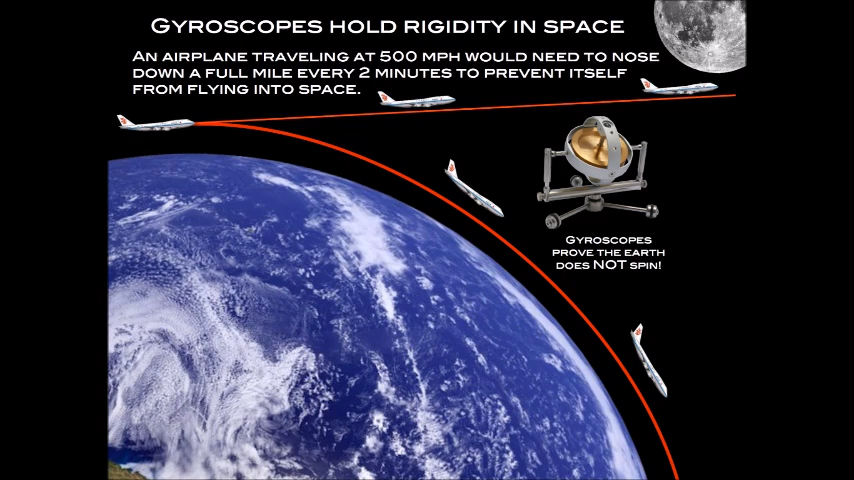 Gyroscopes hold rigidity in space
An airplane traveling at 500 mph would need to nose
down a full mile every 2 minutes to prevent itself
from flying into space.
Gyroscopes
prove the earth
does NOT spin!